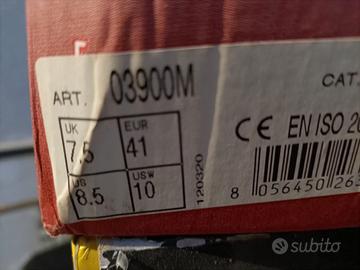 ART. 03900M CAT.
UK EUR
7,5 41
US USW
8.5 10
120320
CE EN ISO 20
8 056450 263
subito